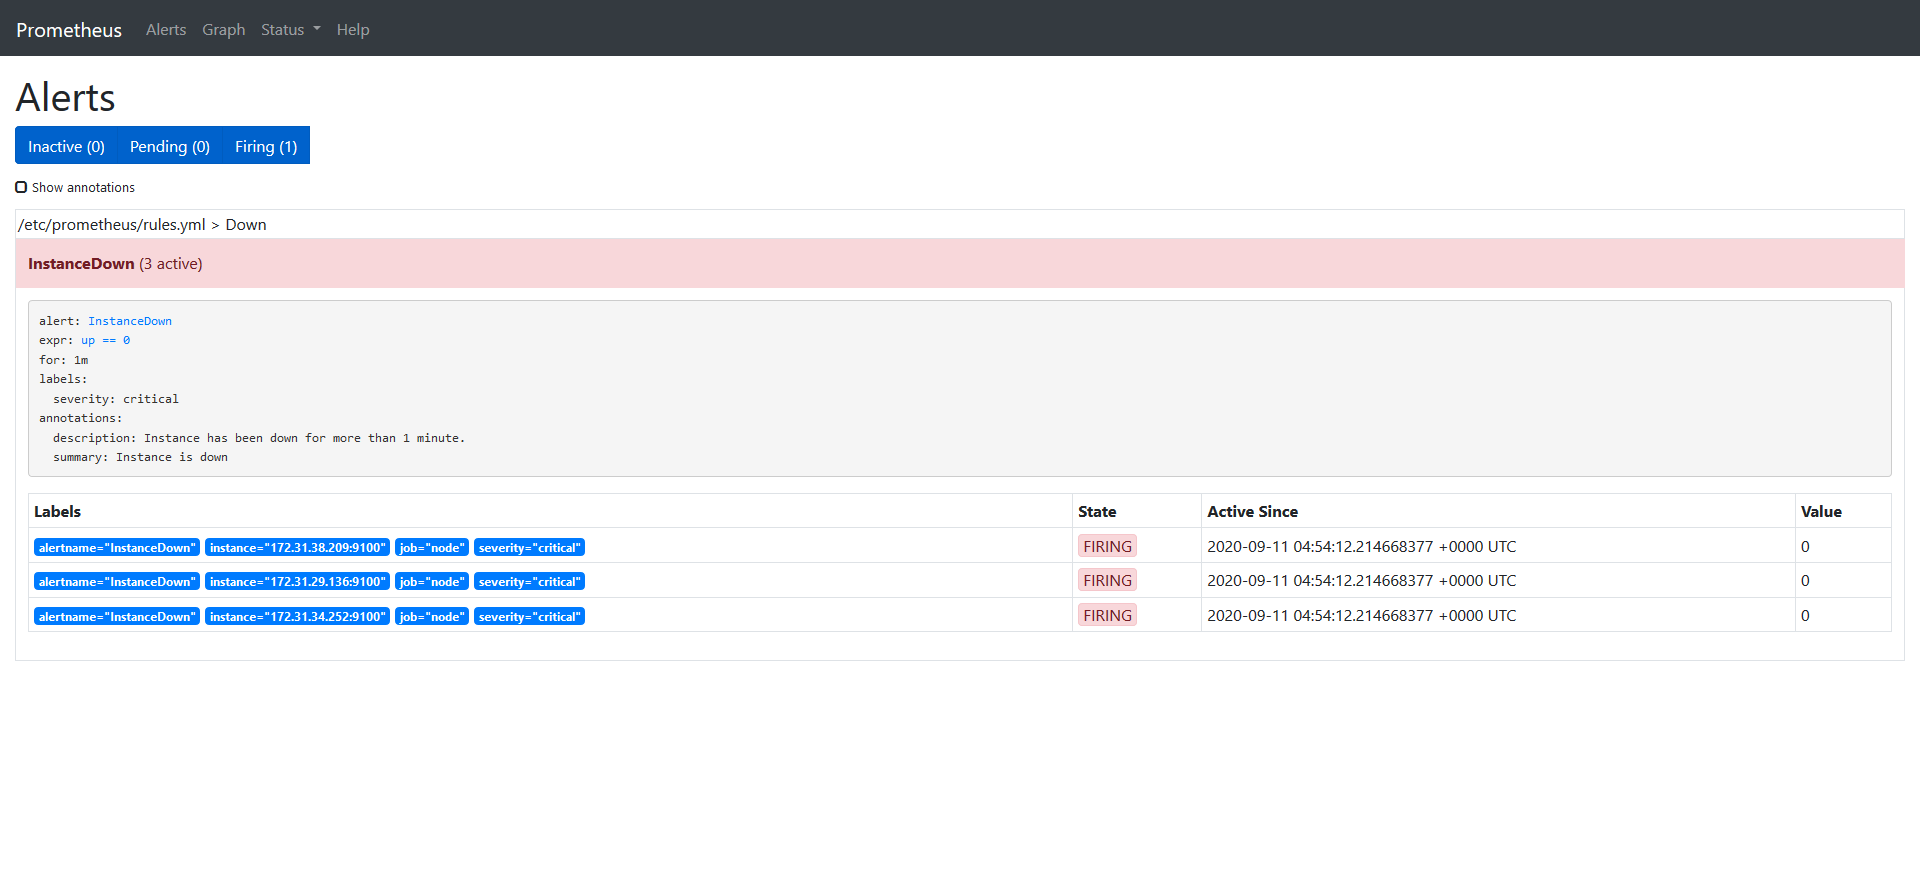 Prometheus Alerts Graph Status Help
Alerts
Inactive (0) Pending (0) Firing (1)
Show annotations
/etc/prometheus/rules.yml > Down
InstanceDown (3 active)
alert: InstanceDown
expr: up == 0
for: 1m
labels:
  severity: critical
annotations:
  description: Instance has been down for more than 1 minute.
  summary: Instance is down
Labels State Active Since Value
alertname="InstanceDown" instance="172.31.38.209:9100" job="node" severity="critical" FIRING 2020-09-11 04:54:12.214668377 +0000 UTC 0
alertname="InstanceDown" instance="172.31.29.136:9100" job="node" severity="critical" FIRING 2020-09-11 04:54:12.214668377 +0000 UTC 0
alertname="InstanceDown" instance="172.31.34.252:9100" job="node" severity="critical" FIRING 2020-09-11 04:54:12.214668377 +0000 UTC 0